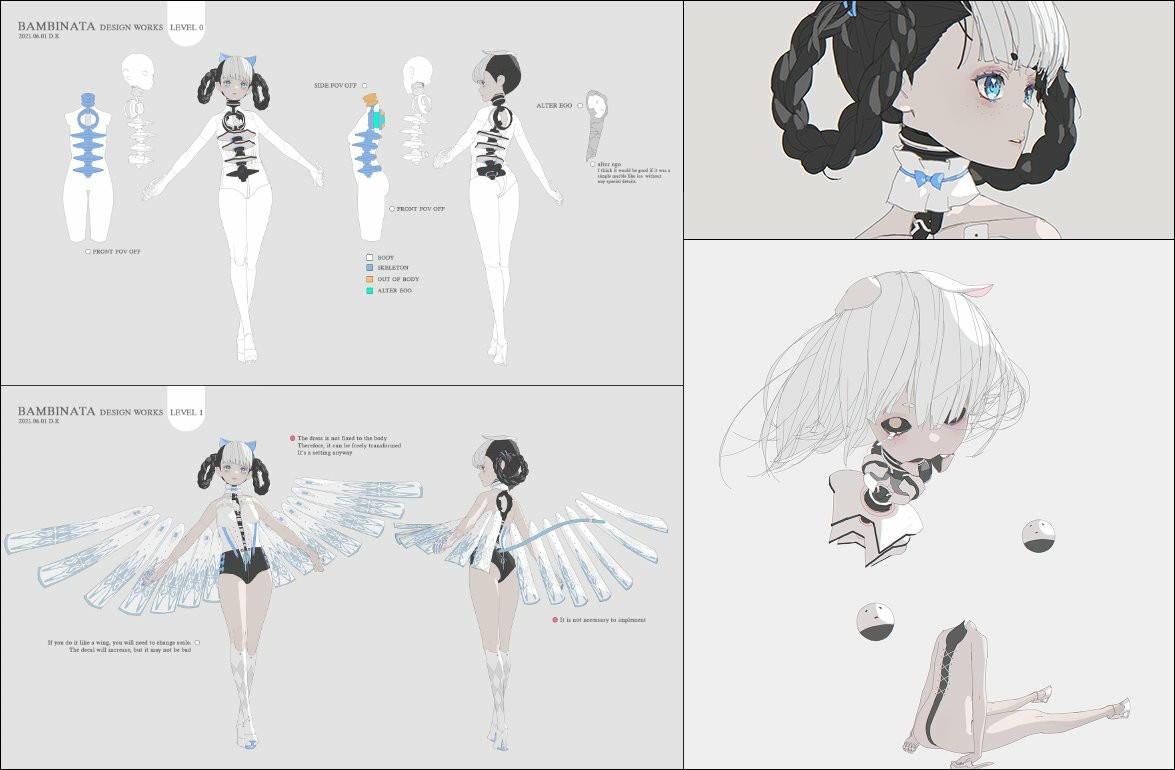 BAMBINATA DESIGN WORKS LEVEL 0
2021.06.01 D.K
SIDE POV OFF
ALTER EGO
after ego
I think it would be good if it was a
simple marble like ice without
any special details.
FRONT POV OFF
FRONT POV OFF
BODY
SKELETON
OUT OF BODY
ALTER EGO
BAMBINATA DESIGN WORKS LEVEL 1
2021.06.01 D.K
The dress is not fixed to the body
Therefore, it can be freely transformed
It's a setting anyway
It is not necessary to implement
If you do it like a wing, you will need to change scale.
The decal will increase, but it may not be bad